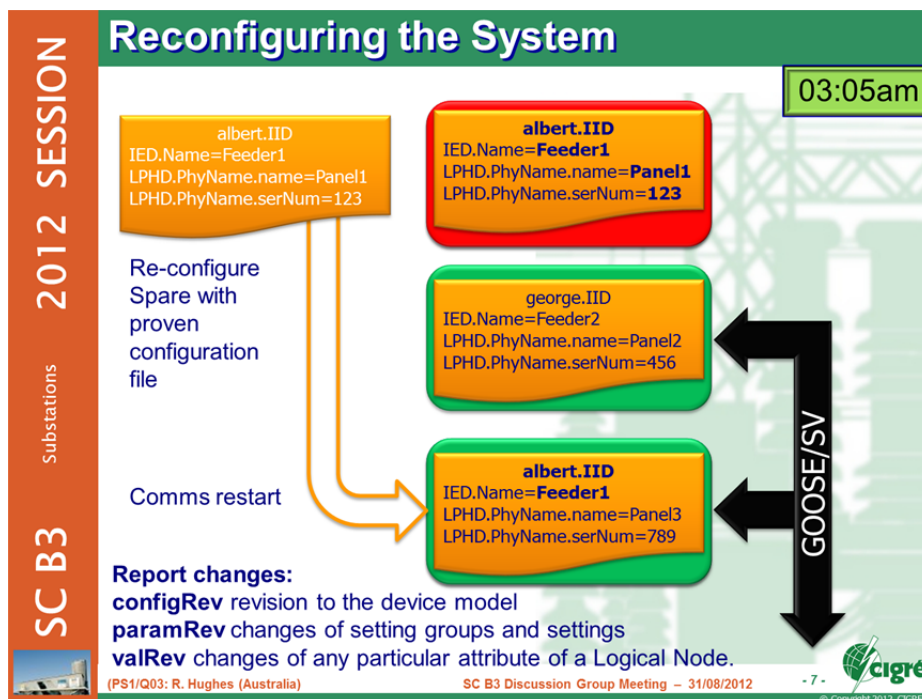 Reconfiguring the System
03:05am
SC B3 Substations 2012 SESSION
albert.IID
IED.Name=Feeder1
LPHD.PhyName.name=Panel1
LPHD.PhyName.serNum=123
albert.IID
IED.Name=Feeder1
LPHD.PhyName.name=Panel1
LPHD.PhyName.serNum=123
Re-configure
Spare with
proven
configuration
file
george.IID
IED.Name=Feeder2
LPHD.PhyName.name=Panel2
LPHD.PhyName.serNum=456
Comms restart
albert.IID
IED.Name=Feeder1
LPHD.PhyName.name=Panel3
LPHD.PhyName.serNum=789
GOOSE/SV
Report changes:
configRev revision to the device model
paramRev changes of setting groups and settings
valRev changes of any particular attribute of a Logical Node.
(PS1/Q03: R. Hughes (Australia)
SC B3 Discussion Group Meeting – 31/08/2012
- 7 -
cigre
© Copyright 2012, CIGRE